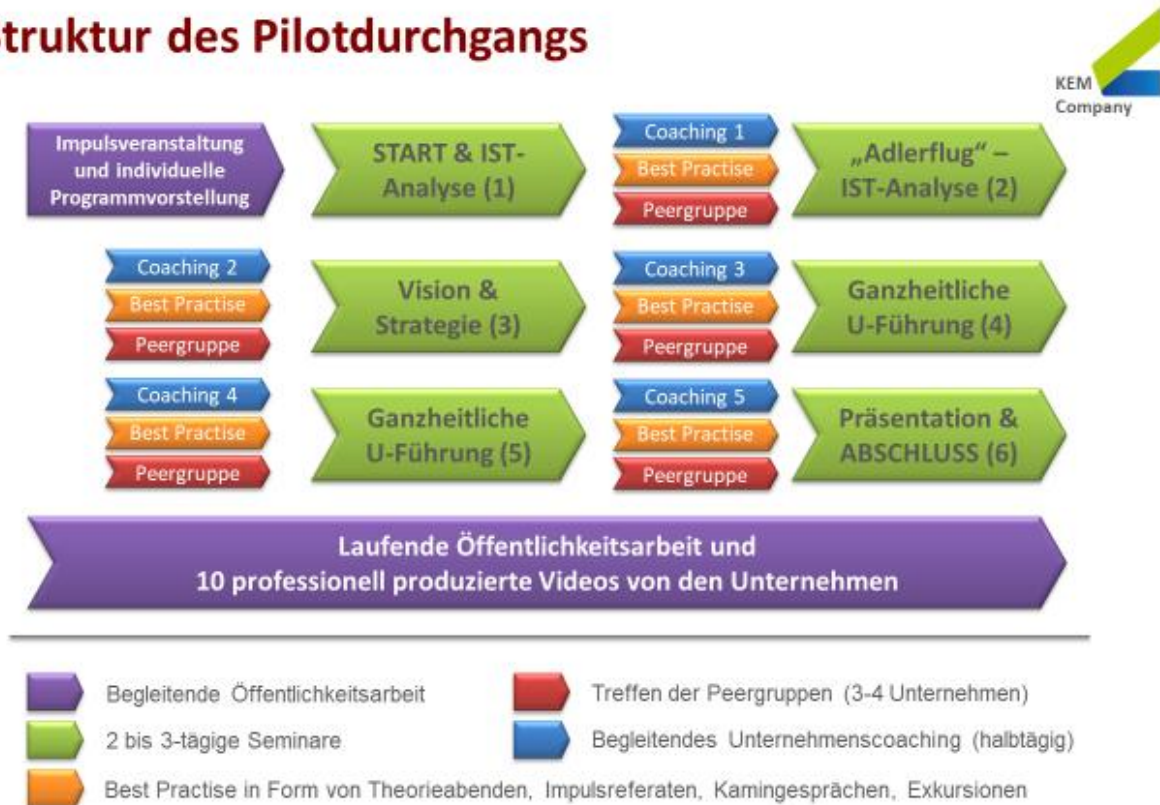 truktur des Pilotdurchgangs
KEM
Company
Impulsveranstaltung
und individuelle
Programmvorstellung
START & IST-
Analyse (1)
Coaching 1
Best Practise
Peergruppe
„Adlerflug“ –
IST-Analyse (2)
Coaching 2
Best Practise
Peergruppe
Vision &
Strategie (3)
Coaching 3
Best Practise
Peergruppe
Ganzheitliche
U-Führung (4)
Coaching 4
Best Practise
Peergruppe
Ganzheitliche
U-Führung (5)
Coaching 5
Best Practise
Peergruppe
Präsentation &
ABSCHLUSS (6)
Laufende Öffentlichkeitsarbeit und
10 professionell produzierte Videos von den Unternehmen
Begleitende Öffentlichkeitsarbeit
Treffen der Peergruppen (3-4 Unternehmen)
2 bis 3-tägige Seminare
Begleitendes Unternehmenscoaching (halbtägig)
Best Practise in Form von Theorieabenden, Impulsreferaten, Kamingesprächen, Exkursionen